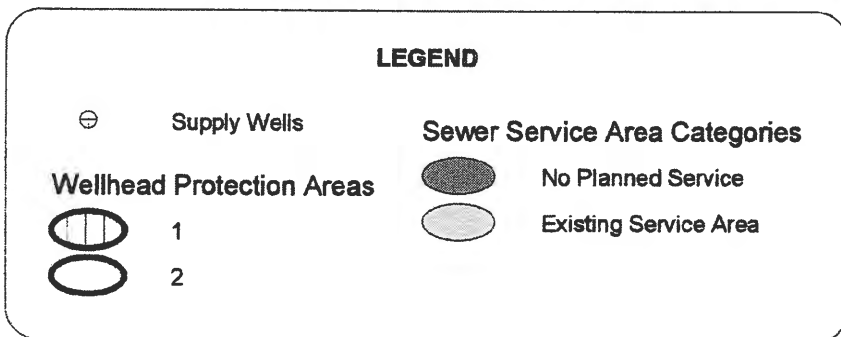 LEGEND
Supply Wells
Wellhead Protection Areas
1
2
Sewer Service Area Categories
No Planned Service
Existing Service Area